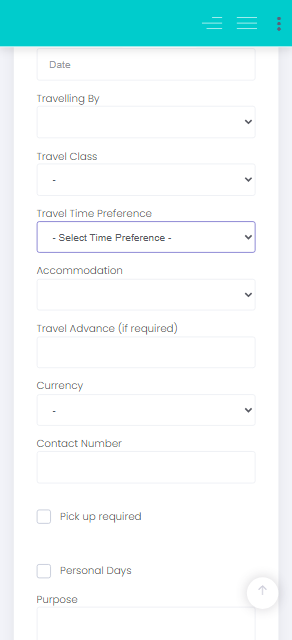 Date
Travelling By
Travel Class
-
Travel Time Preference
- Select Time Preference -
Accommodation
Travel Advance (if required)
Currency
-
Contact Number
Pick up required
Personal Days
Purpose